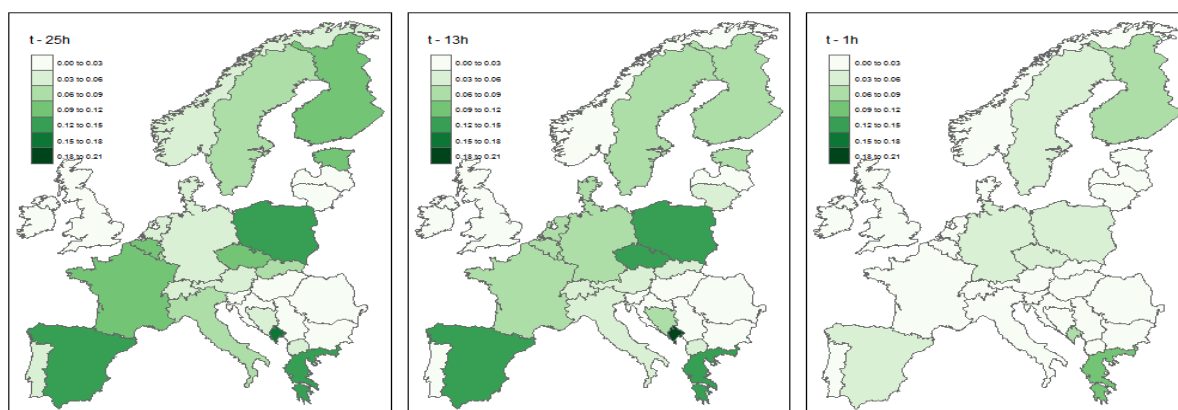 t - 25h
0.00 to 0.03
0.03 to 0.06
0.06 to 0.09
0.09 to 0.12
0.12 to 0.15
0.15 to 0.18
0.18 to 0.21
t - 13h
0.00 to 0.03
0.03 to 0.06
0.06 to 0.09
0.09 to 0.12
0.12 to 0.15
0.15 to 0.18
0.18 to 0.21
t - 1h
0.00 to 0.03
0.03 to 0.06
0.06 to 0.09
0.09 to 0.12
0.12 to 0.15
0.15 to 0.18
0.18 to 0.21